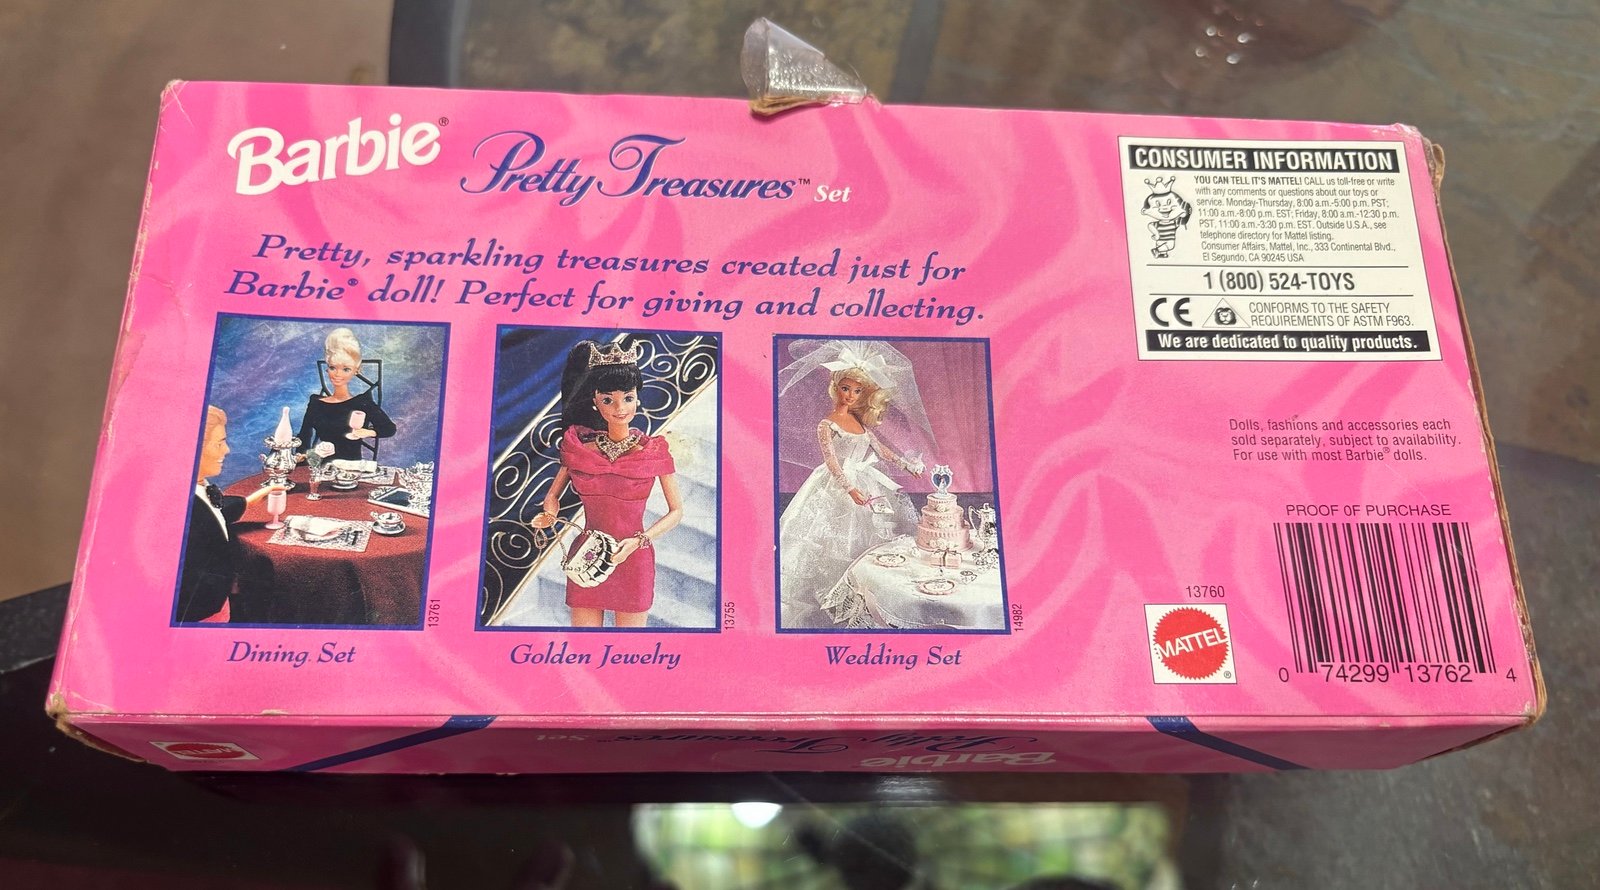 Barbie® Pretty Treasures™ Set
Pretty, sparkling treasures created just for
Barbie® doll! Perfect for giving and collecting.
13761
Dining Set
13755
Golden Jewelry
14982
Wedding Set
CONSUMER INFORMATION
YOU CAN TELL IT'S MATTEL! CALL us toll-free or write
with any comments or questions about our toys or
service. Monday-Thursday, 8:00 a.m.-5:00 p.m. PST;
11:00 a.m.-8:00 p.m. EST; Friday, 8:00 a.m.-12:30 p.m.
PST, 11:00 a.m.-3:30 p.m. EST. Outside U.S.A., see
telephone directory for Mattel listing.
Consumer Affairs, Mattel, Inc., 333 Continental Blvd.,
El Segundo, CA 90245 USA
1 (800) 524-TOYS
CE
CONFORMS TO THE SAFETY
REQUIREMENTS OF ASTM F963.
We are dedicated to quality products.
Dolls, fashions and accessories each
sold separately, subject to availability.
For use with most Barbie® dolls.
PROOF OF PURCHASE
13760
MATTEL®
0 74299 13762 4
MATTEL
Barbie
Pretty Treasures™ Set